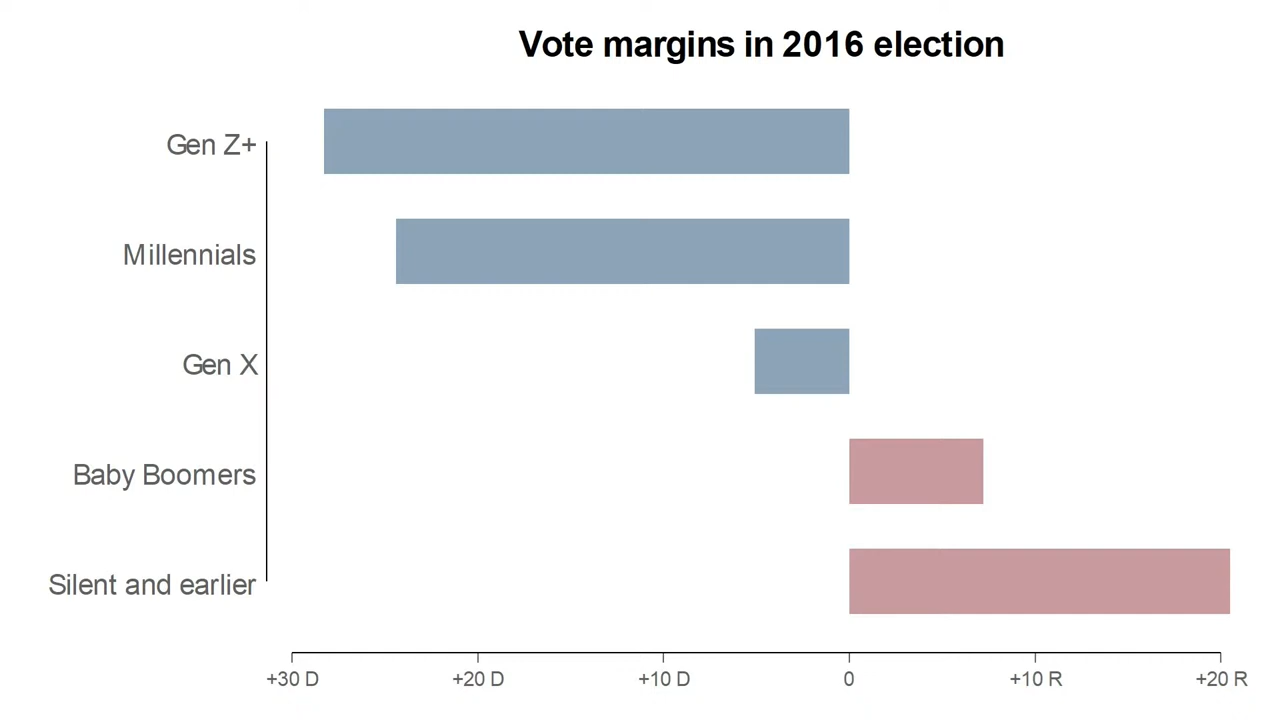 Vote margins in 2016 election
Gen Z+
Millennials
Gen X
Baby Boomers
Silent and earlier
+30 D
+20 D
+10 D
0
+10 R
+20 R